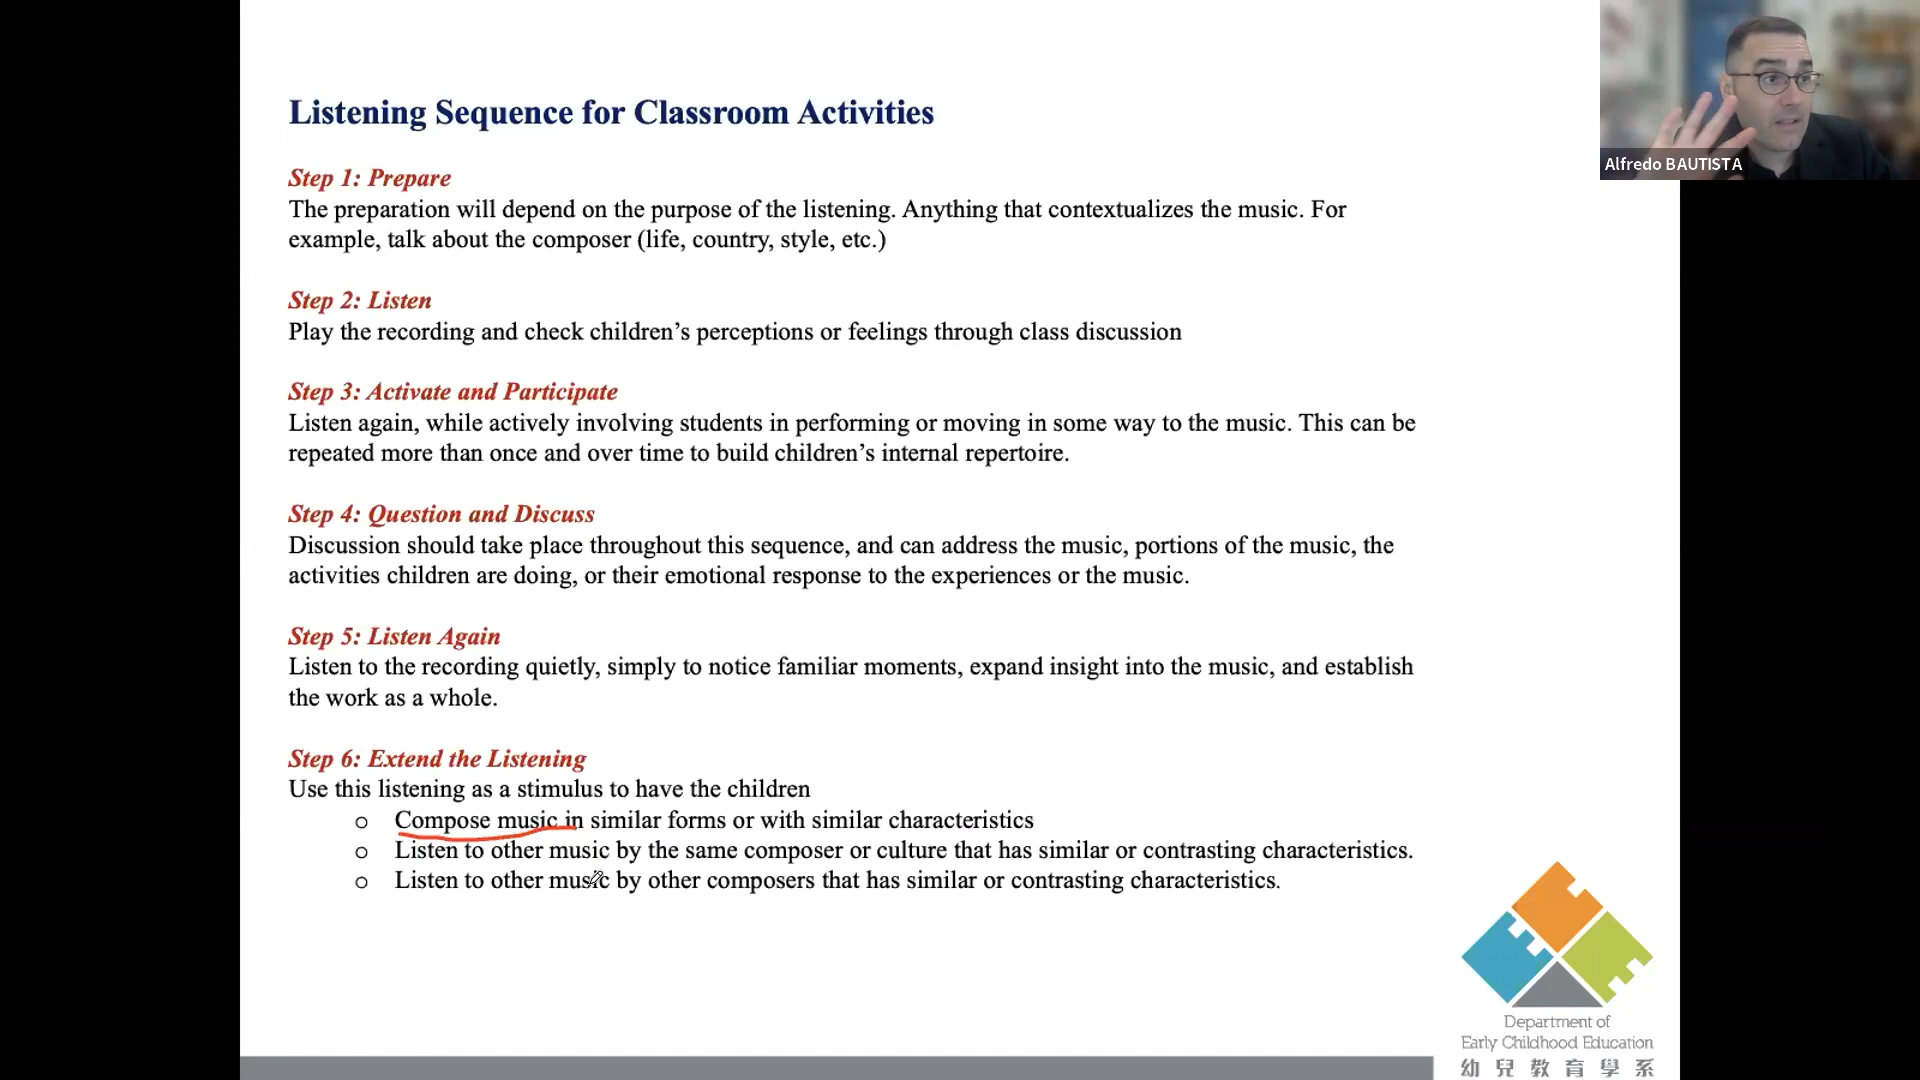 Listening Sequence for Classroom Activities
Step 1: Prepare
The preparation will depend on the purpose of the listening. Anything that contextualizes the music. For
example, talk about the composer (life, country, style, etc.)
Step 2: Listen
Play the recording and check children’s perceptions or feelings through class discussion
Step 3: Activate and Participate
Listen again, while actively involving students in performing or moving in some way to the music. This can be
repeated more than once and over time to build children’s internal repertoire.
Step 4: Question and Discuss
Discussion should take place throughout this sequence, and can address the music, portions of the music, the
activities children are doing, or their emotional response to the experiences or the music.
Step 5: Listen Again
Listen to the recording quietly, simply to notice familiar moments, expand insight into the music, and establish
the work as a whole.
Step 6: Extend the Listening
Use this listening as a stimulus to have the children
o Compose music in similar forms or with similar characteristics
o Listen to other music by the same composer or culture that has similar or contrasting characteristics.
o Listen to other music by other composers that has similar or contrasting characteristics.
Alfredo BAUTISTA
Department of
Early Childhood Education
幼兒教育學系